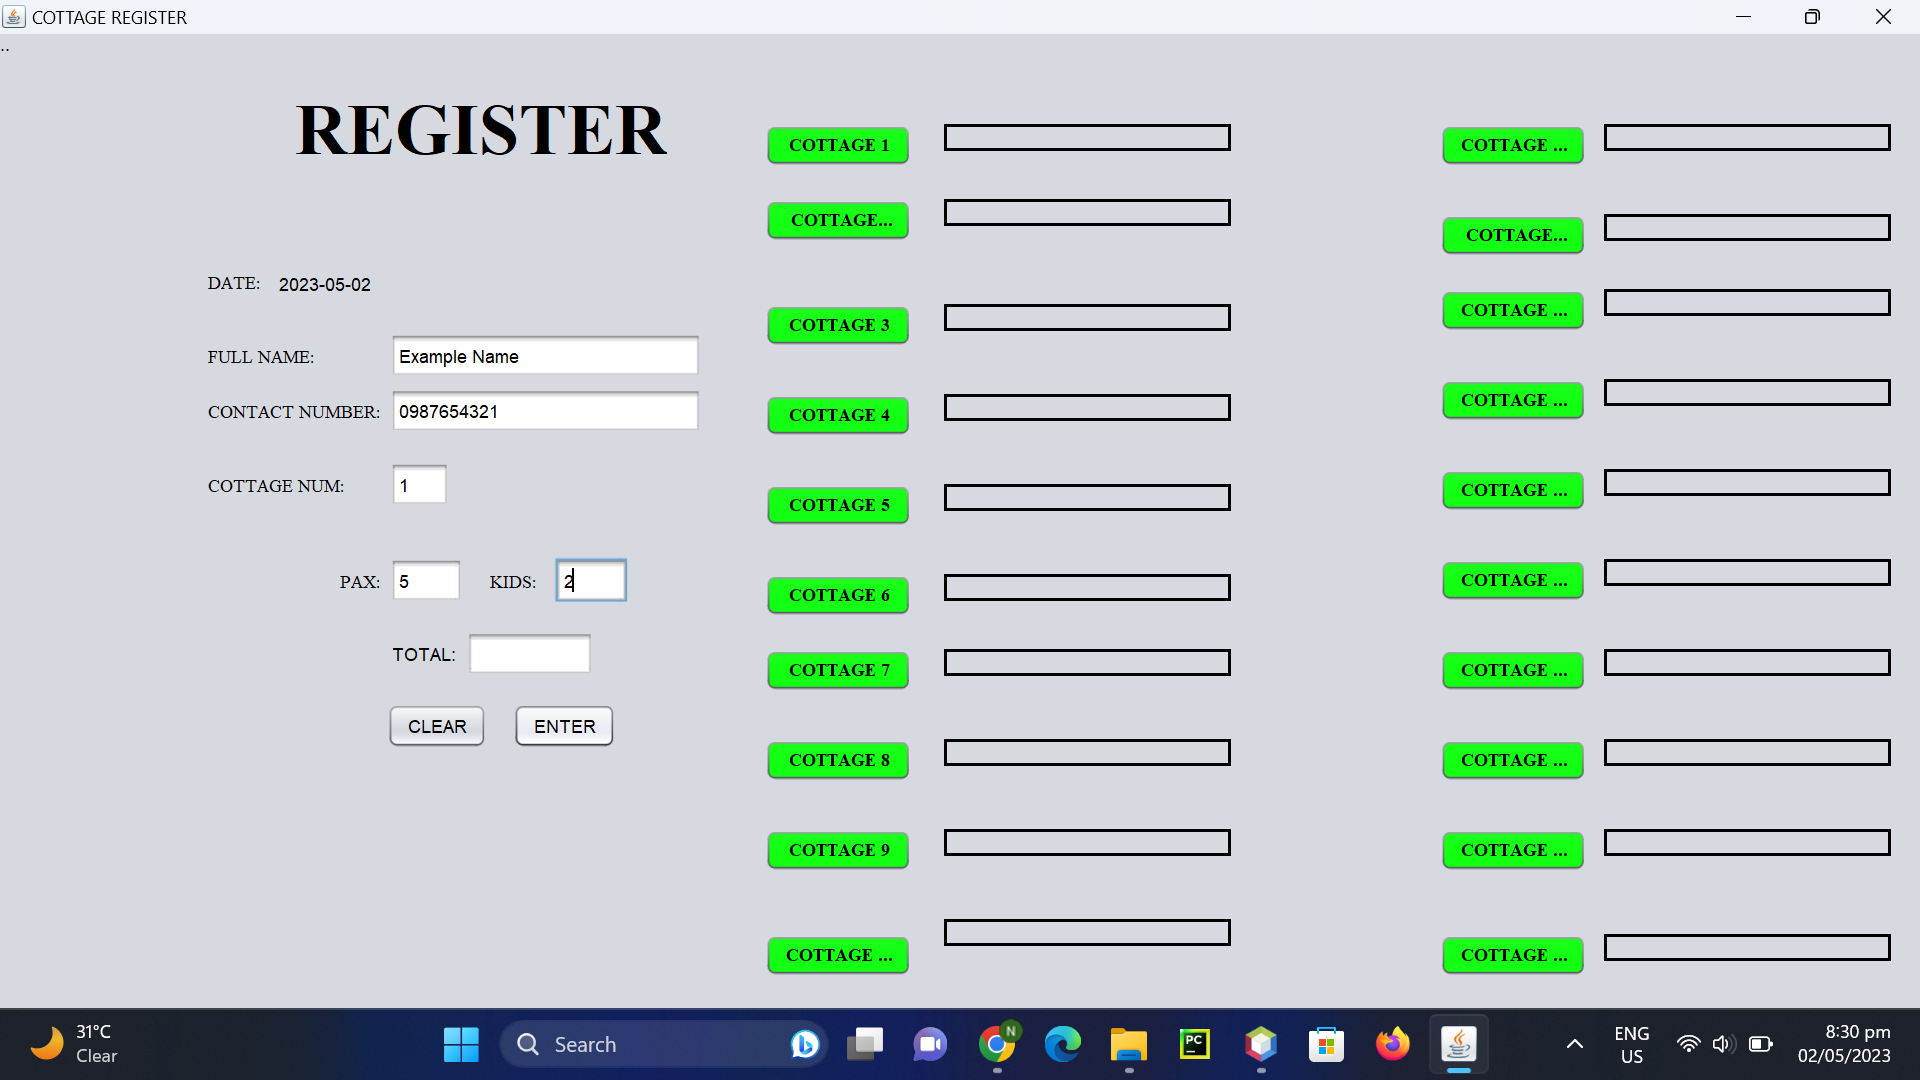 COTTAGE REGISTER
..
REGISTER
DATE: 2023-05-02
FULL NAME: Example Name
CONTACT NUMBER: 0987654321
COTTAGE NUM: 1
PAX: 5 KIDS: 2
TOTAL:
CLEAR ENTER
COTTAGE 1
COTTAGE...
COTTAGE 3
COTTAGE 4
COTTAGE 5
COTTAGE 6
COTTAGE 7
COTTAGE 8
COTTAGE 9
COTTAGE ...
COTTAGE ...
COTTAGE...
COTTAGE ...
COTTAGE ...
COTTAGE ...
COTTAGE ...
COTTAGE ...
COTTAGE ...
COTTAGE ...
COTTAGE ...
31°C
Clear
Search
N
PC
ENG
US
8:30 pm
02/05/2023